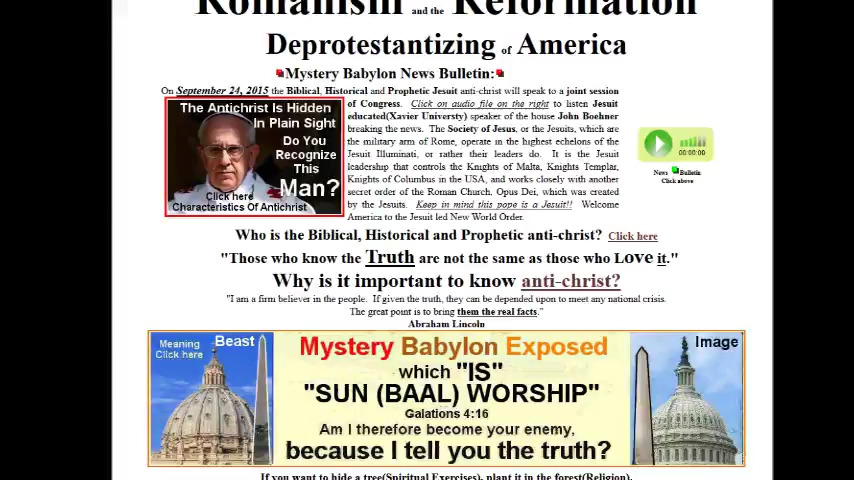 Romanism and the Reformation
Deprotestantizing of America
Mystery Babylon News Bulletin:
On September 24, 2015 the Biblical, Historical and Prophetic Jesuit anti-christ will speak to a joint session
of Congress. Click on audio file on the right to listen Jesuit
educated(Xavier Universty) speaker of the house John Boehner
breaking the news. The Society of Jesus, or the Jesuits, which are
the military arm of Rome, operate in the highest echelons of the
Jesuit Illuminati, or rather their leaders do. It is the Jesuit
leadership that controls the Knights of Malta, Knights Templar,
Knights of Columbus in the USA, and works closely with another
secret order of the Roman Church, Opus Dei, which was created
by the Jesuits. Keep in mind this pope is a Jesuit!! Welcome
America to the Jesuit led New World Order.
The Antichrist Is Hidden
In Plain Sight
Do You
Recognize
This
Man?
Click here
Characteristics Of Antichrist
00:00:00
News Bulletin
Click above
Who is the Biblical, Historical and Prophetic anti-christ? Click here
"Those who know the Truth are not the same as those who Love it."
Why is it important to know anti-christ?
"I am a firm believer in the people. If given the truth, they can be depended upon to meet any national crisis.
The great point is to bring them the real facts."
Abraham Lincoln
Meaning
Click here
Beast
Mystery Babylon Exposed
which "IS"
"SUN (BAAL) WORSHIP"
Galations 4:16
Am I therefore become your enemy,
because I tell you the truth?
Image
If you want to hide a tree(Spiritual Exercises), plant it in the forest(Religion).